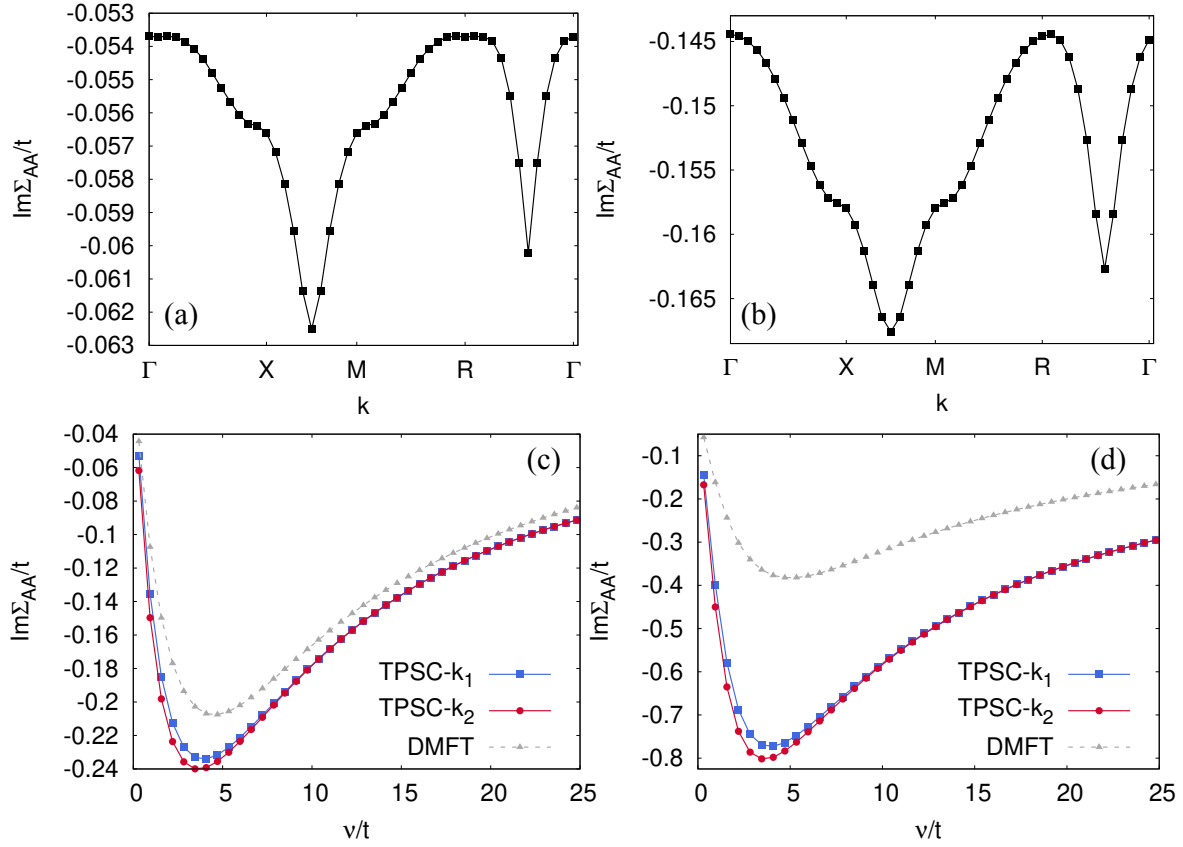 -0.053
-0.054
-0.055
-0.056
-0.057
-0.058
-0.059
-0.06
-0.061
-0.062
-0.063
ImΣAA/t
(a)
Γ X M R Γ
k
-0.145
-0.15
-0.155
-0.16
-0.165
ImΣAA/t
(b)
Γ X M R Γ
k
-0.04
-0.06
-0.08
-0.1
-0.12
-0.14
-0.16
-0.18
-0.2
-0.22
-0.24
ImΣAA/t
(c)
TPSC-k1
TPSC-k2
DMFT
0 5 10 15 20 25
ν/t
-0.1
-0.2
-0.3
-0.4
-0.5
-0.6
-0.7
-0.8
ImΣAA/t
(d)
TPSC-k1
TPSC-k2
DMFT
0 5 10 15 20 25
ν/t